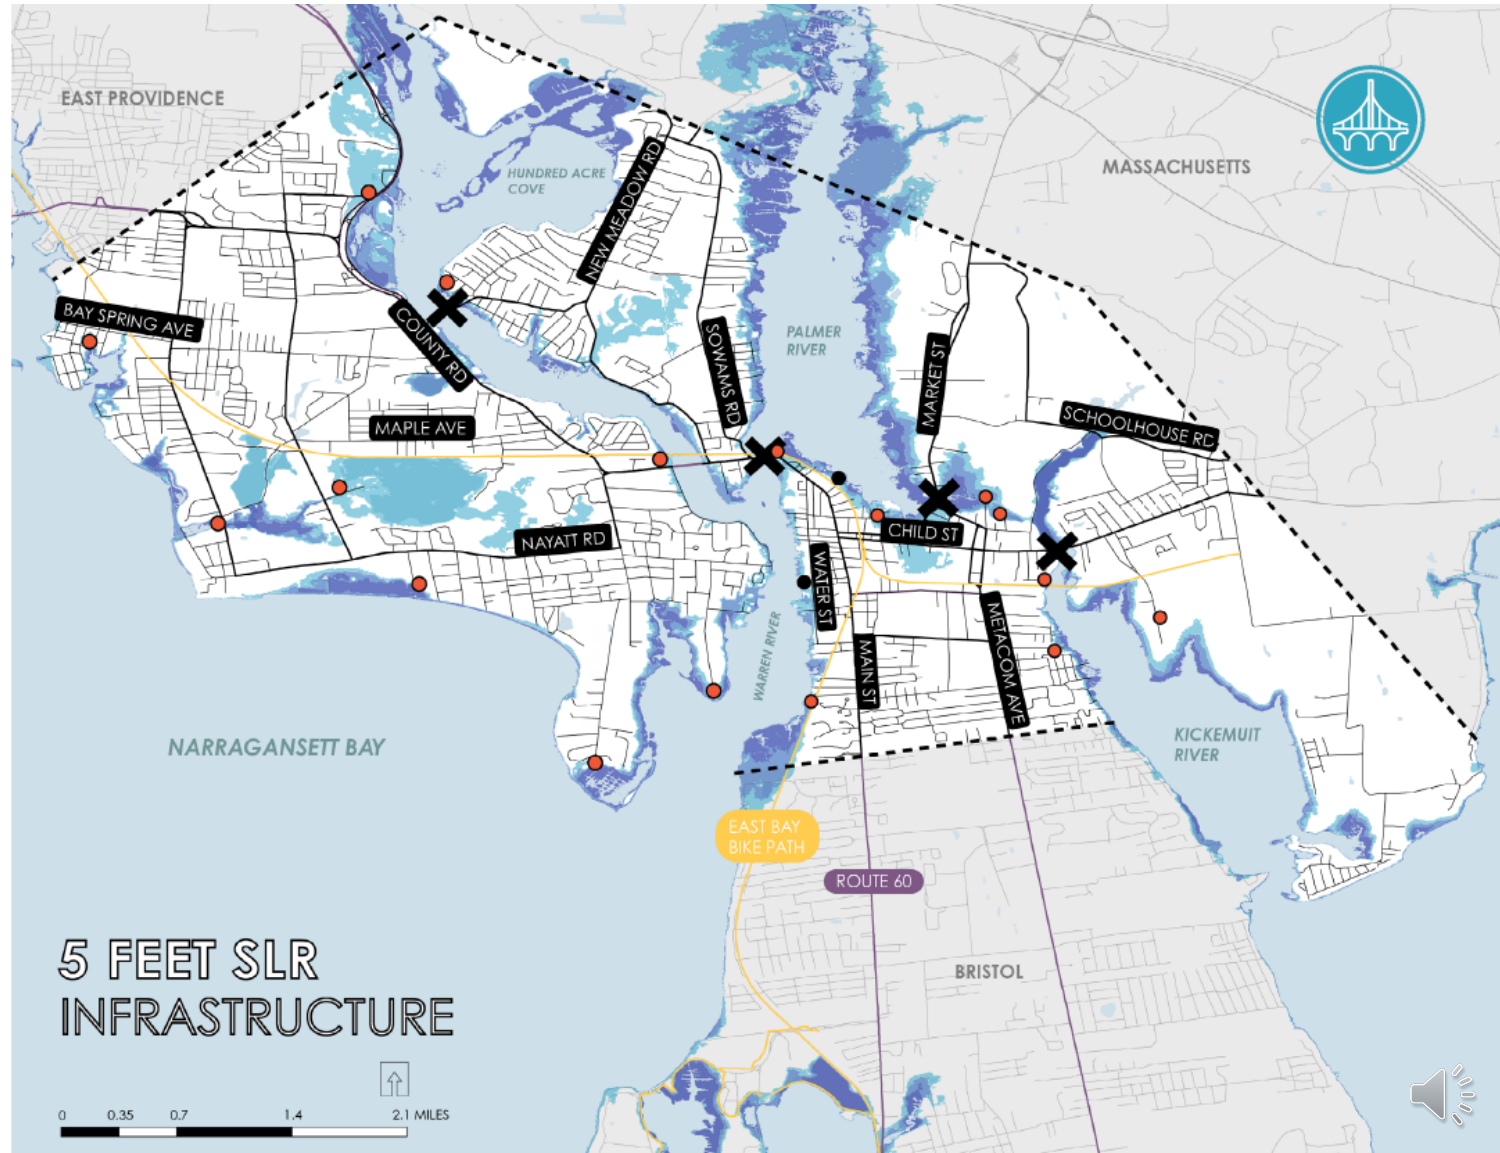 EAST PROVIDENCE
MASSACHUSETTS
HUNDRED ACRE
COVE
NEW MEADOW RD
BAY SPRING AVE
COUNTY RD
PALMER
RIVER
SOWAMS RD
MARKET ST
SCHOOLHOUSE RD
MAPLE AVE
NAYATT RD
CHILD ST
WATER ST
METACOM AVE
MAIN ST
WARREN RIVER
NARRAGANSETT BAY
KICKEMUIT
RIVER
EAST BAY
BIKE PATH
ROUTE 60
BRISTOL
5 FEET SLR
INFRASTRUCTURE
0 0.35 0.7 1.4 2.1 MILES